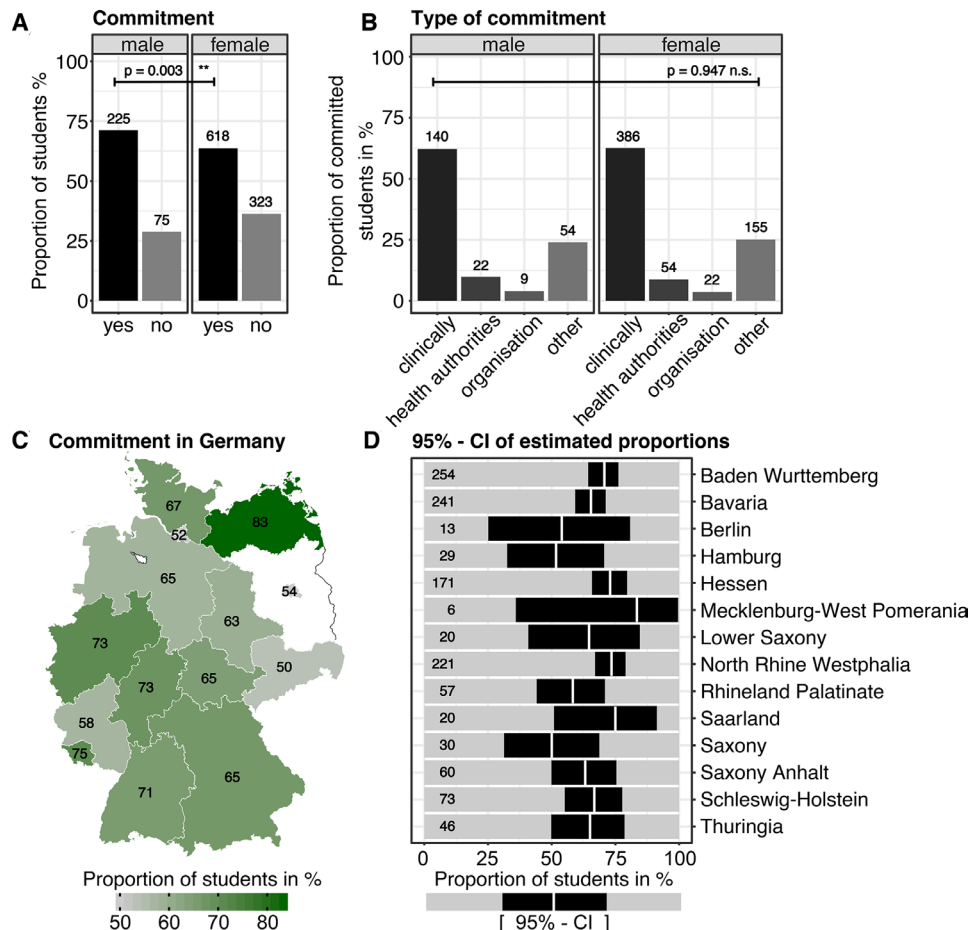 A Commitment
male female
100
75
50
25
0
Proportion of students %
p = 0.003 **
225
75
618
323
yes no yes no
B Type of commitment
male female
100
75
50
25
0
Proportion of committed
students in %
p = 0.947 n.s.
140
22
9
54
386
54
22
155
clinically
health authorities
organisation
other
clinically
health authorities
organisation
other
C Commitment in Germany
67
83
52
65
54
63
73
50
73
65
58
75
65
71
Proportion of students in %
50 60 70 80
D 95% - CI of estimated proportions
254 Baden Wurttemberg
241 Bavaria
13 Berlin
29 Hamburg
171 Hessen
6 Mecklenburg-West Pomerania
20 Lower Saxony
221 North Rhine Westphalia
57 Rhineland Palatinate
20 Saarland
30 Saxony
60 Saxony Anhalt
73 Schleswig-Holstein
46 Thuringia
0 25 50 75 100
Proportion of students in %
[ 95% - CI ]